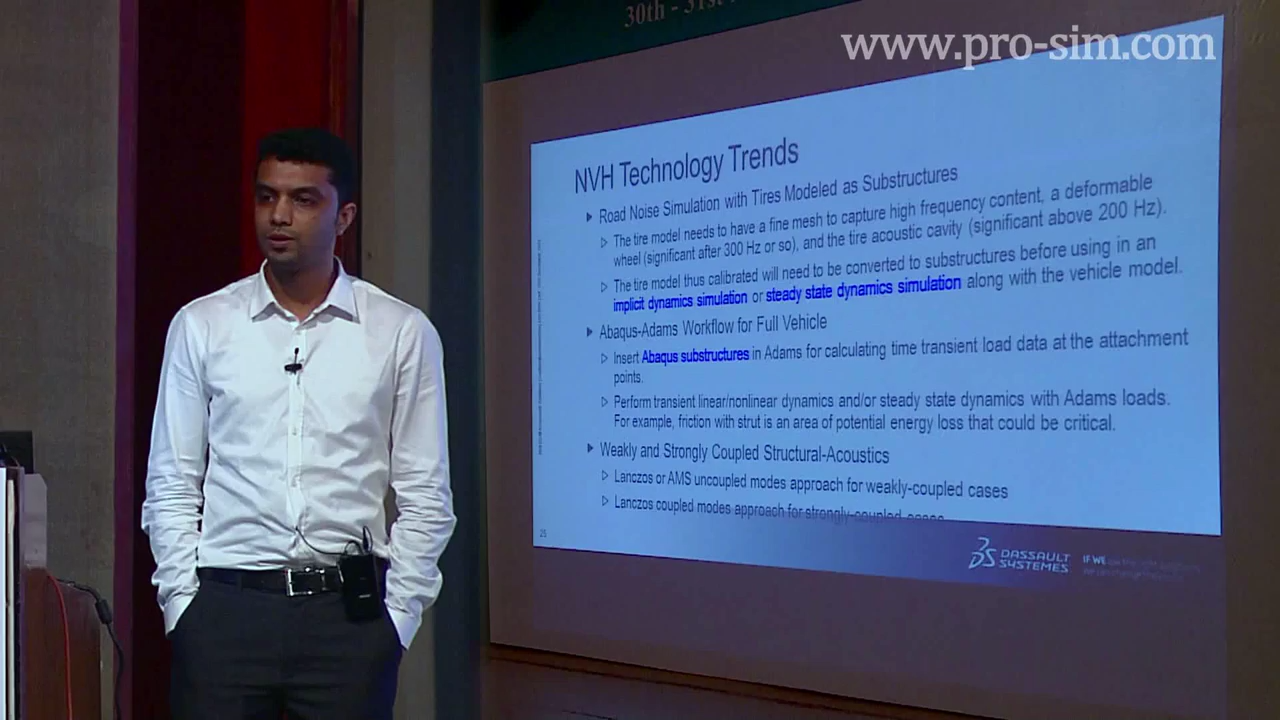 30th - 31st
www.pro-sim.com
NVH Technology Trends
Road Noise Simulation with Tires Modeled as Substructures
The tire model needs to have a fine mesh to capture high frequency content, a deformable
wheel (significant after 300 Hz or so), and the tire acoustic cavity (significant above 200 Hz).
The tire model thus calibrated will need to be converted to substructures before using in an
implicit dynamics simulation or steady state dynamics simulation along with the vehicle model.
Abaqus-Adams Workflow for Full Vehicle
Insert Abaqus substructures in Adams for calculating time transient load data at the attachment
points.
Perform transient linear/nonlinear dynamics and/or steady state dynamics with Adams loads.
For example, friction with strut is an area of potential energy loss that could be critical.
Weakly and Strongly Coupled Structural-Acoustics
Lanczos or AMS uncoupled modes approach for weakly-coupled cases
Lanczos coupled modes approach for strongly-coupled cases
25
DASSAULT
SYSTEMES
IF WE